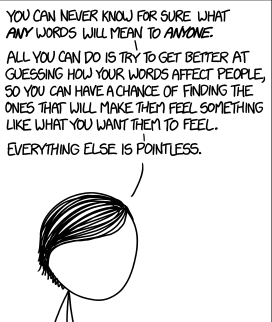 YOU CAN NEVER KNOW FOR SURE WHAT
ANY WORDS WILL MEAN TO ANYONE.
ALL YOU CAN DO IS TRY TO GET BETTER AT
GUESSING HOW YOUR WORDS AFFECT PEOPLE,
SO YOU CAN HAVE A CHANCE OF FINDING THE
ONES THAT WILL MAKE THEM FEEL SOMETHING
LIKE WHAT YOU WANT THEM TO FEEL.
EVERYTHING ELSE IS POINTLESS.